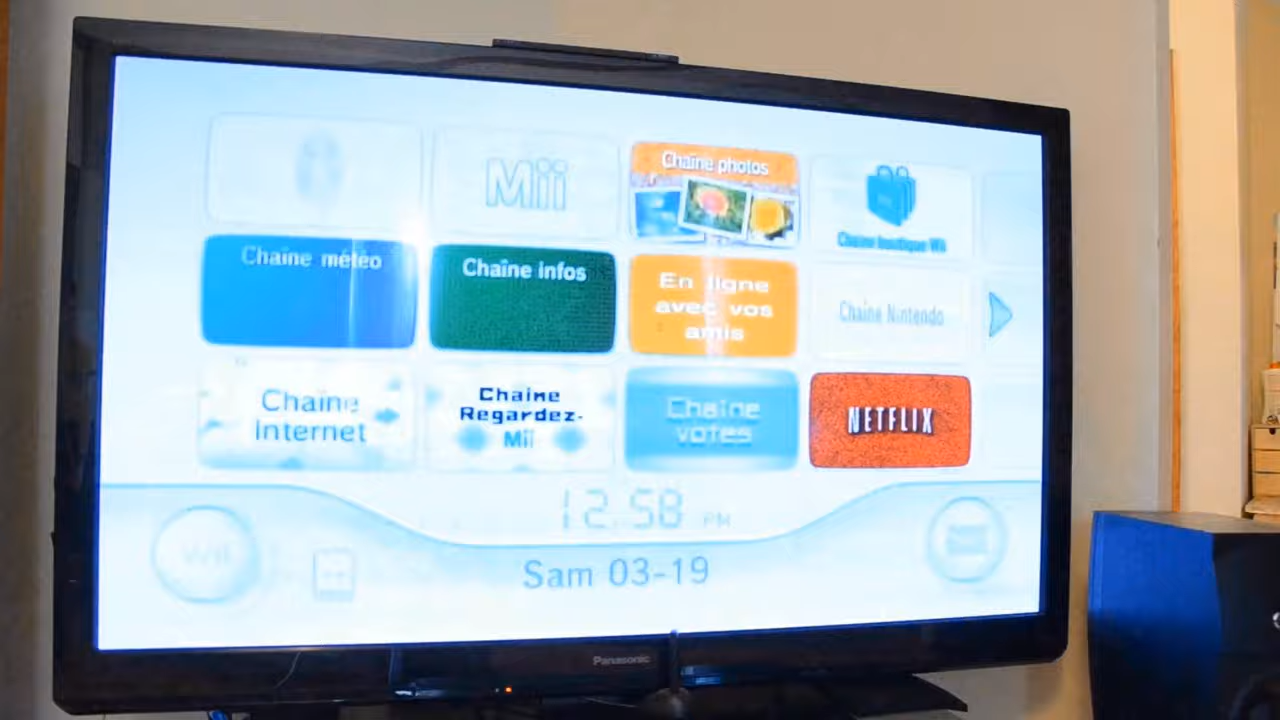 Mii
Chaîne photos
Chaîne boutique Wii
Chaîne météo
Chaîne infos
En ligne
avec vos
amis
Chaîne Nintendo
Chaîne
Internet
Chaîne
Regardez-
Mii
Chaîne
votes
NETFLIX
12:58 PM
Wii
Sam 03-19
Panasonic